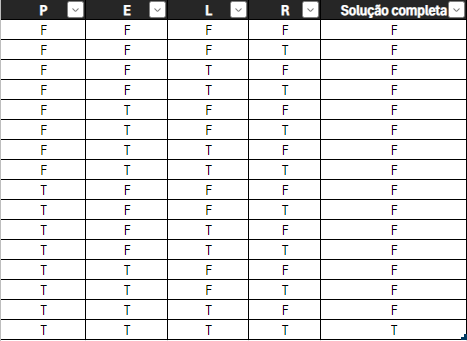 P E L R Solução completa
F F F F F
F F F T F
F F T F F
F F T T F
F T F F F
F T F T F
F T T F F
F T T T F
T F F F F
T F F T F
T F T F F
T F T T F
T T F F F
T T F T F
T T T F F
T T T T T